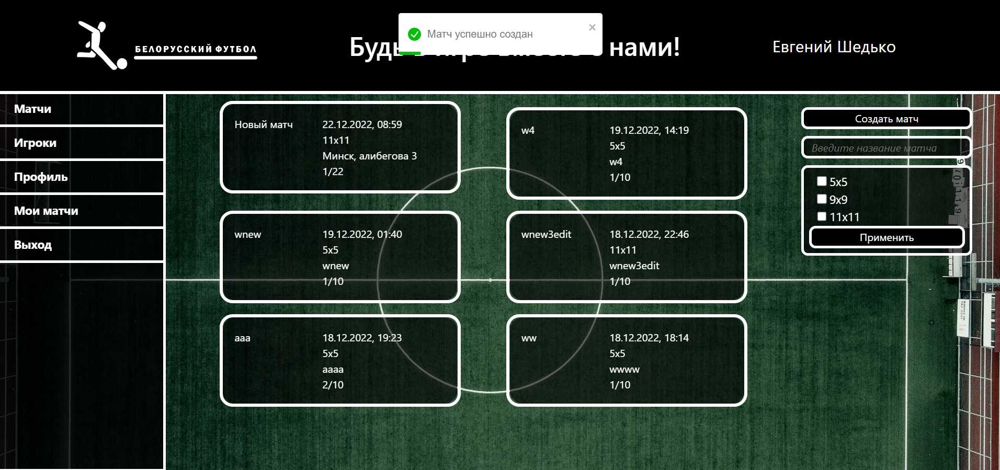 БЕЛОРУССКИЙ ФУТБОЛ
Матч успешно создан
нами!
Евгений Шедько
Матчи
Игроки
Профиль
Мои матчи
Выход
Новый матч
22.12.2022, 08:59
11x11
Минск, алибегова 3
1/22
w4
19.12.2022, 14:19
5x5
w4
1/10
wnew
19.12.2022, 01:40
5x5
wnew
1/10
wnew3edit
18.12.2022, 22:46
11x11
wnew3edit
1/10
aaa
18.12.2022, 19:23
5x5
aaaa
2/10
ww
18.12.2022, 18:14
5x5
wwww
1/10
Создать матч
Введите название матча
5x5
9x9
11x11
Применить